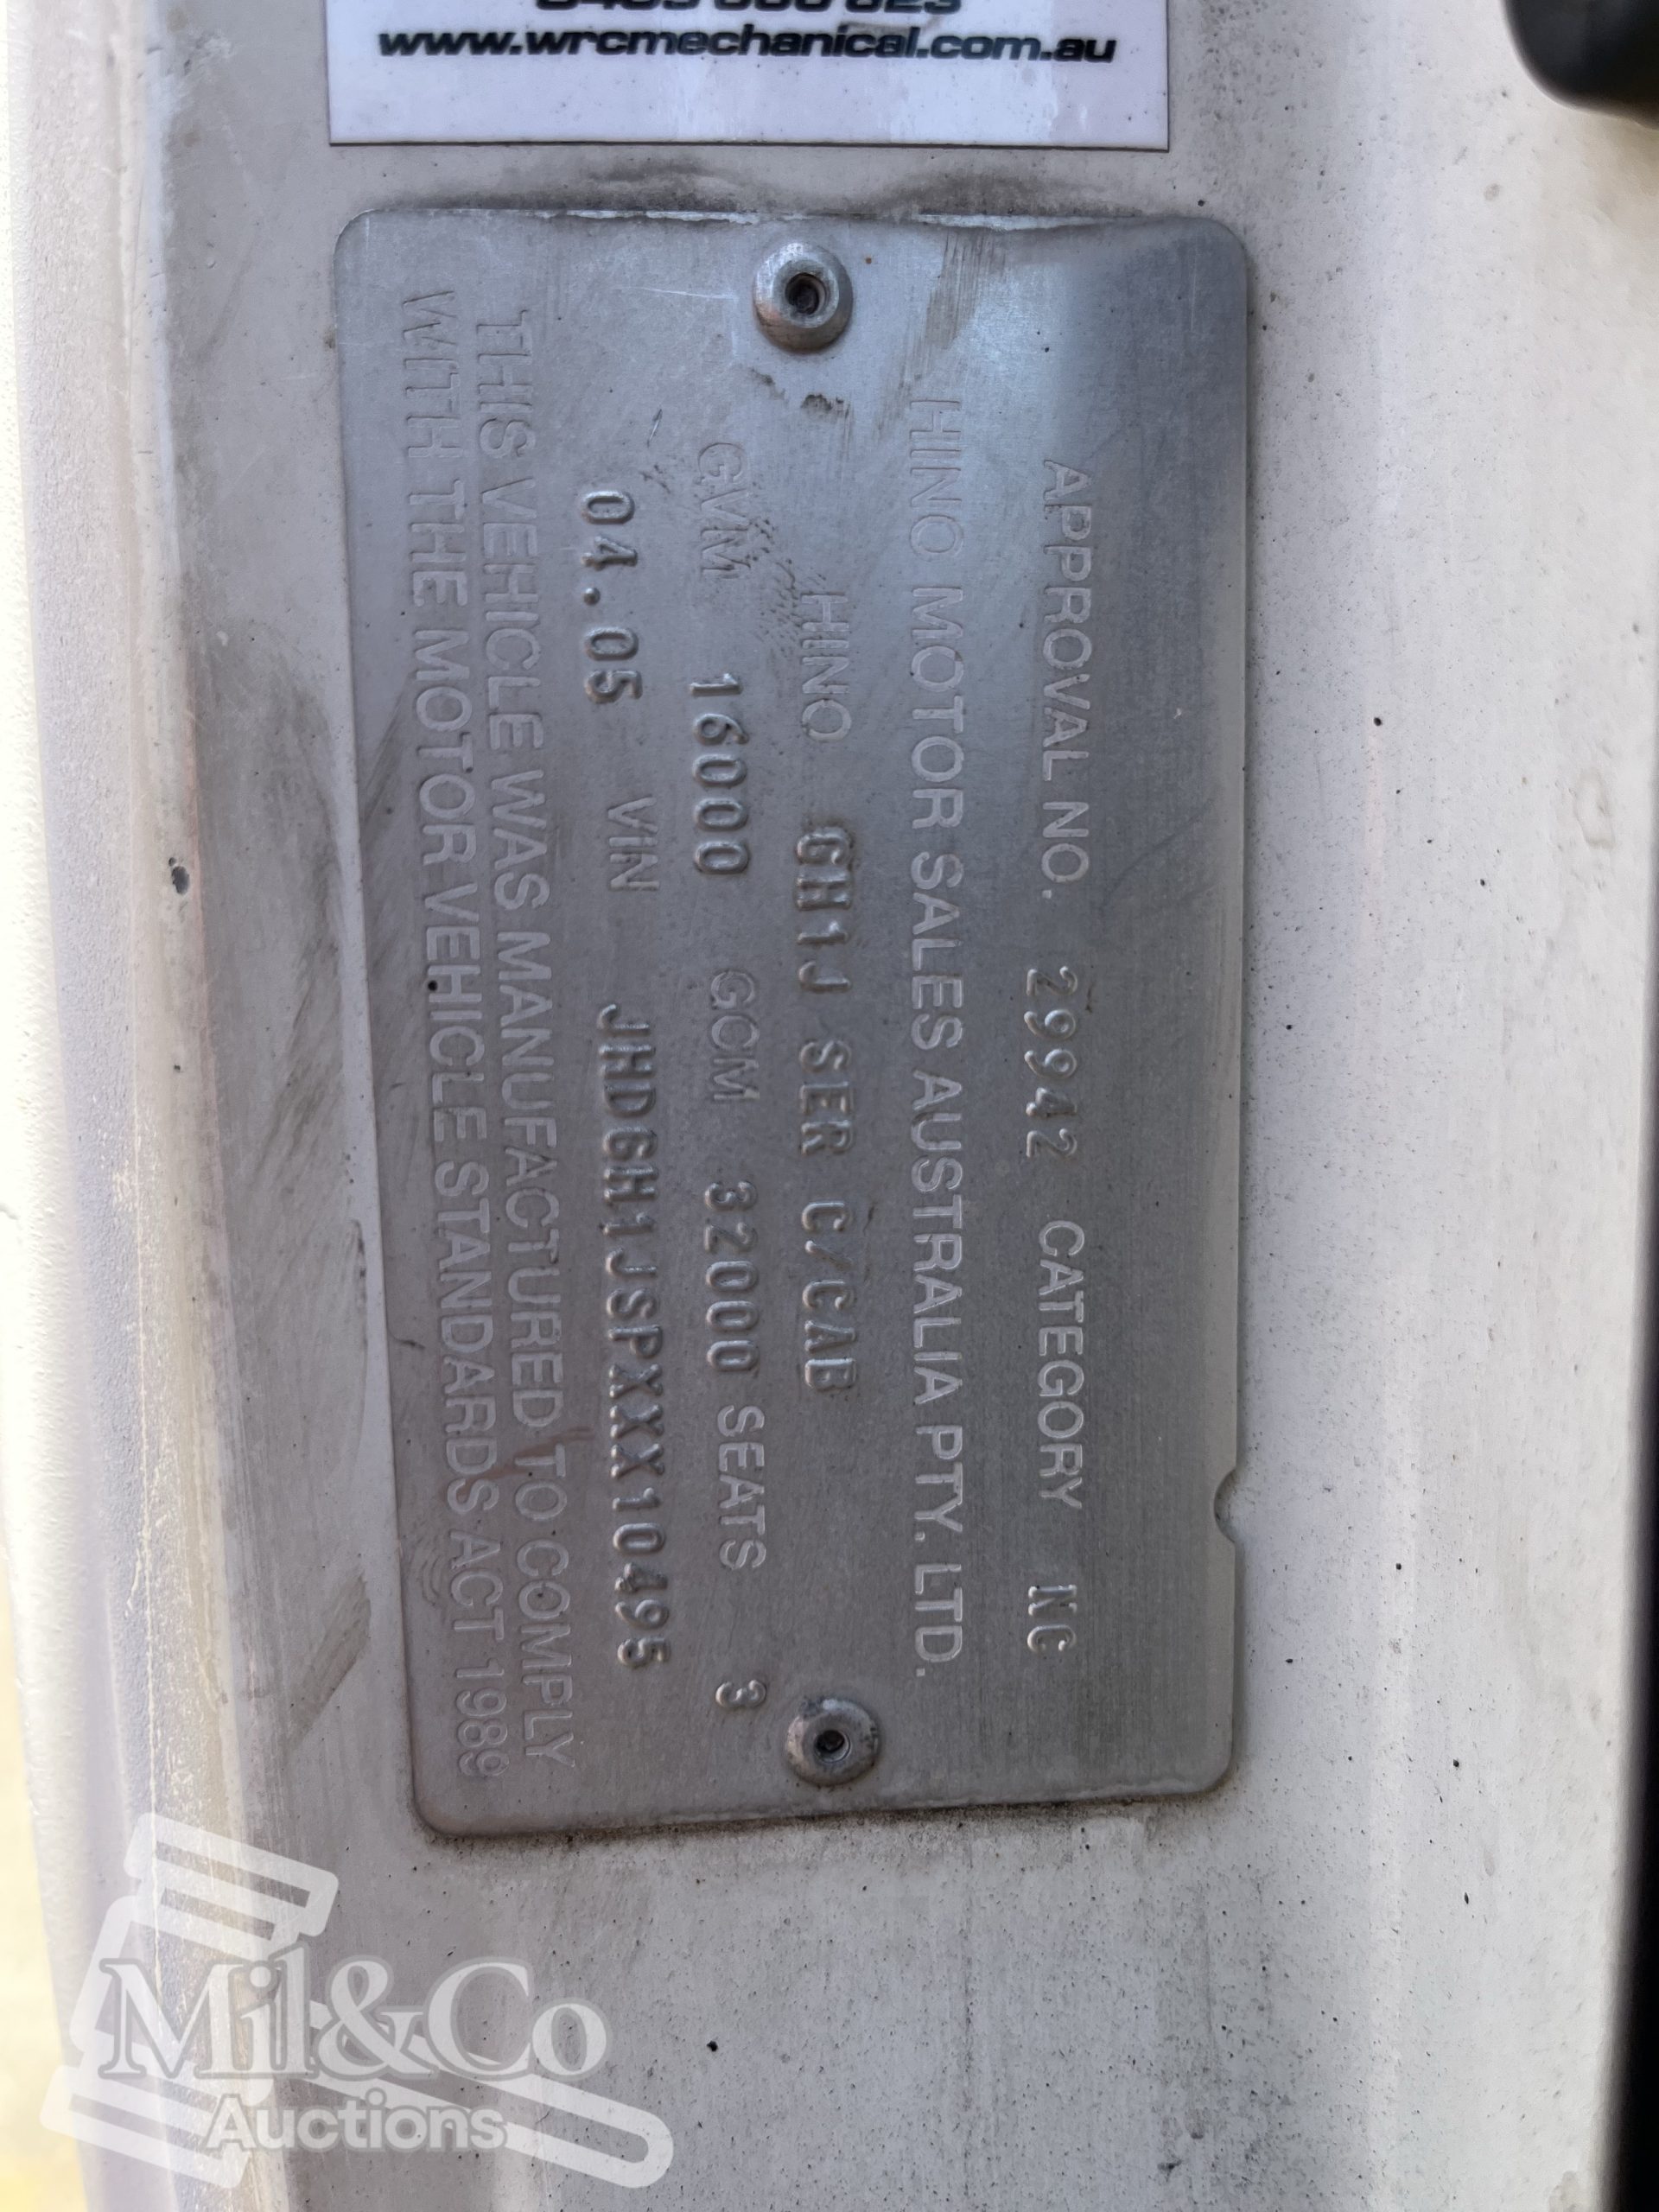 www.wrcmechanical.com.au
APPROVAL NO. 29942 CATEGORY NC
HINO MOTOR SALES AUSTRALIA PTY. LTD.
HINO GH1J SER C/CAB
GVM 16000 GCM 32000 SEATS 3
04.05 VIN JHDGH1JSPXXX10495
THIS VEHICLE WAS MANUFACTURED TO COMPLY
WITH THE MOTOR VEHICLE STANDARDS ACT 1989
Mil&Co
Auctions